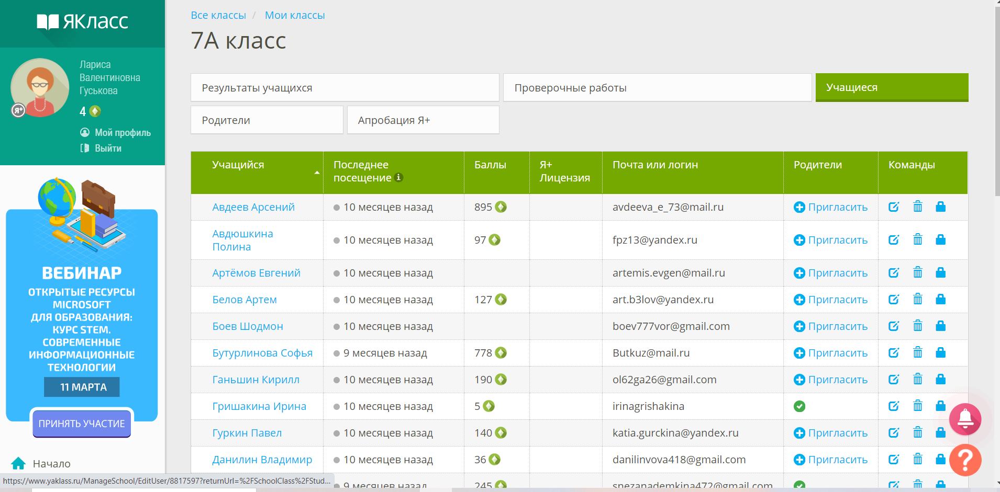 ЯКласс
Лариса
Валентиновна
Гуськова
Я+
4
Мой профиль
Выйти
ВЕБИНАР
ОТКРЫТЫЕ РЕСУРСЫ
MICROSOFT
ДЛЯ ОБРАЗОВАНИЯ:
КУРС STEM.
СОВРЕМЕННЫЕ
ИНФОРМАЦИОННЫЕ
ТЕХНОЛОГИИ
11 МАРТА
ПРИНЯТЬ УЧАСТИЕ
Начало
https://www.yaklass.ru/ManageSchool/EditUser/8817597?returnUrl=%2FSchoolClass%2FStud...
Все классы / Мои классы
7А класс
Результаты учащихся Проверочные работы Учащиеся
Родители Апробация Я+
Учащийся Последнее посещение Баллы Я+ Лицензия Почта или логин Родители Команды
Авдеев Арсений 10 месяцев назад 895 avdeeva_e_73@mail.ru Пригласить
Авдюшкина Полина 10 месяцев назад 97 fpz13@yandex.ru Пригласить
Артёмов Евгений 10 месяцев назад artemis.evgen@mail.ru Пригласить
Белов Артем 10 месяцев назад 127 art.b3lov@yandex.ru Пригласить
Боев Шодмон 10 месяцев назад boev777vor@gmail.com Пригласить
Бутурлинова Софья 9 месяцев назад 778 Butkuz@mail.ru Пригласить
Ганьшин Кирилл 10 месяцев назад 190 ol62ga26@gmail.com Пригласить
Гришакина Ирина 10 месяцев назад 5 irinagrishakina
Гуркин Павел 10 месяцев назад 140 katia.gurckina@yandex.ru Пригласить
Данилин Владимир 10 месяцев назад 36 danilinvova418@gmail.com Пригласить
9 месяцев назад 245 snezanademkina472@gmail.com